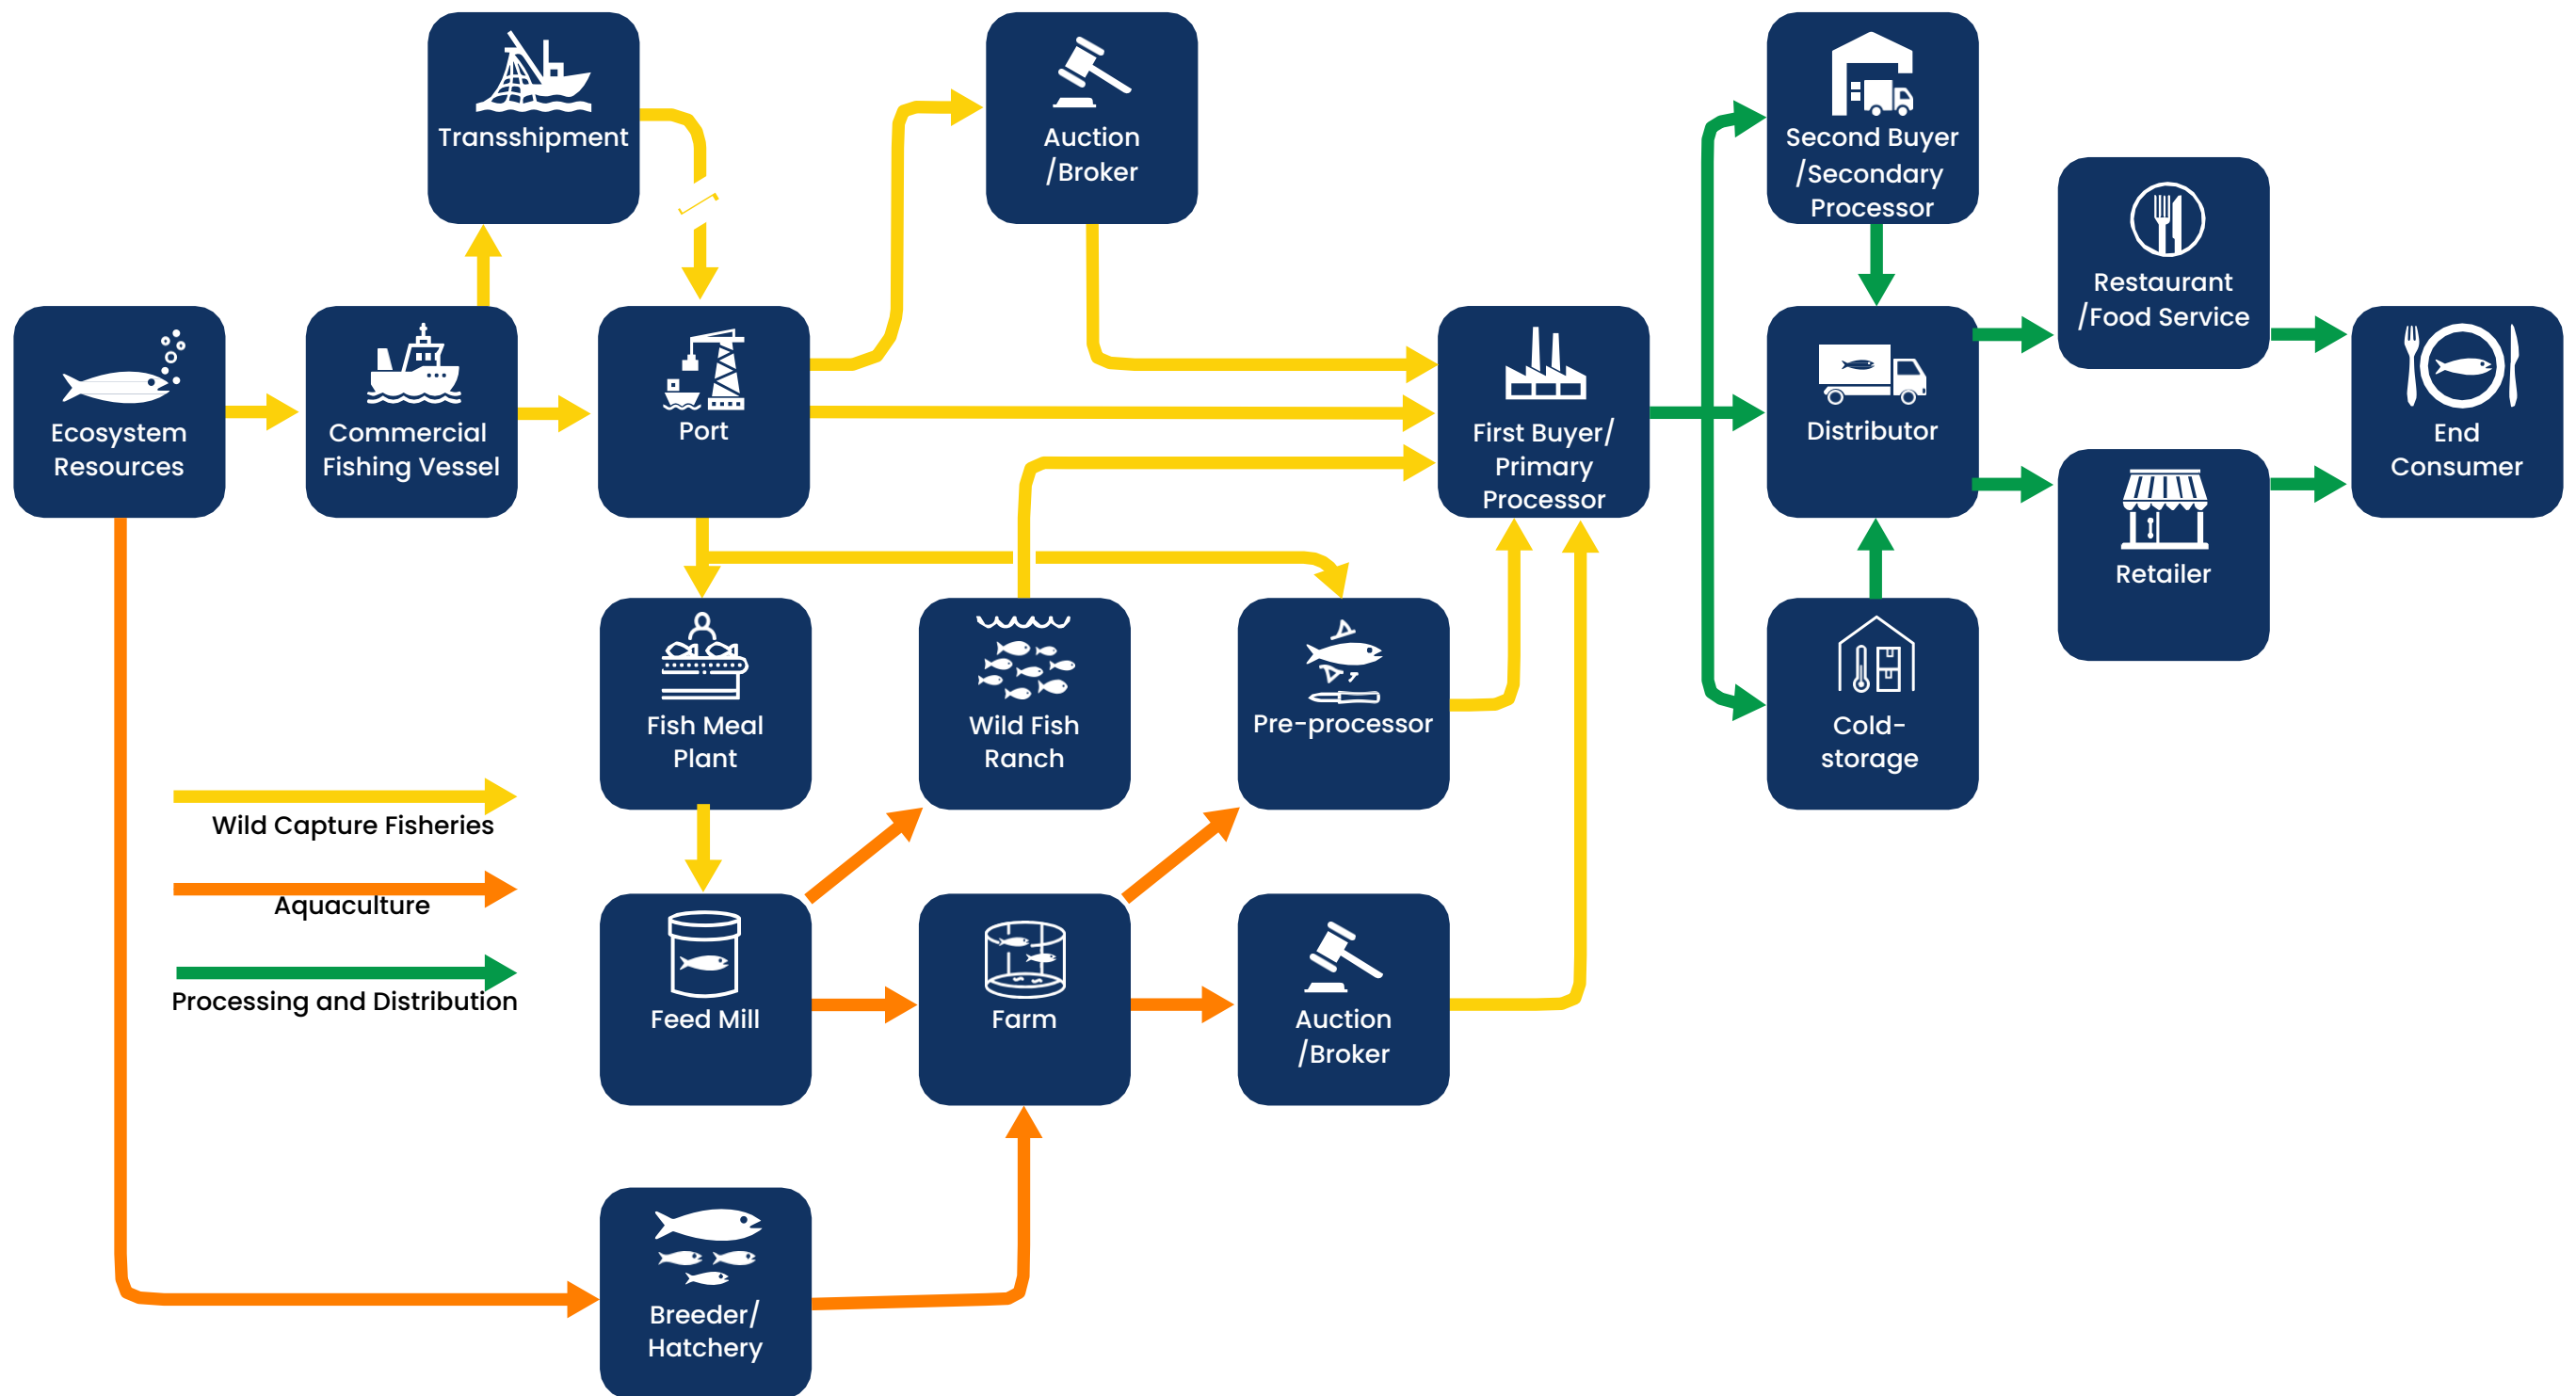 Transshipment
Auction
/Broker
Second Buyer
/Secondary
Processor
Restaurant
/Food Service
Ecosystem
Resources
Commercial
Fishing Vessel
Port
First Buyer/
Primary
Processor
Distributor
End
Consumer
Retailer
Fish Meal
Plant
Wild Fish
Ranch
Pre-processor
Cold-
storage
Wild Capture Fisheries
Aquaculture
Processing and Distribution
Feed Mill
Farm
Auction
/Broker
Breeder/
Hatchery